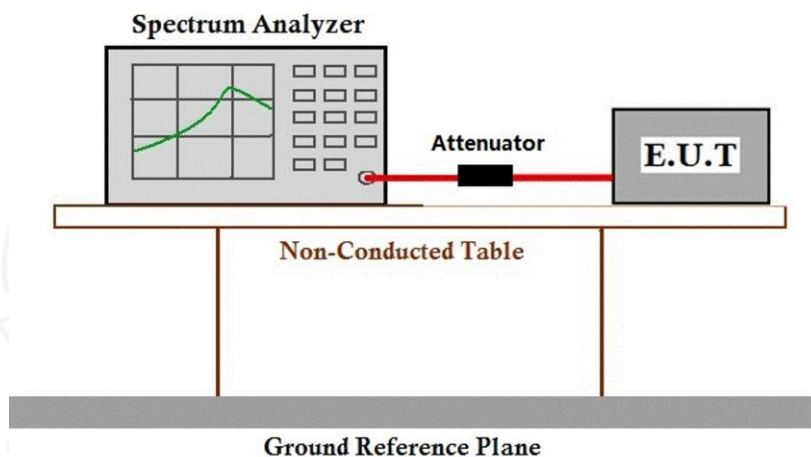 Spectrum Analyzer
Attenuator
E.U.T
Non-Conducted Table
Ground Reference Plane